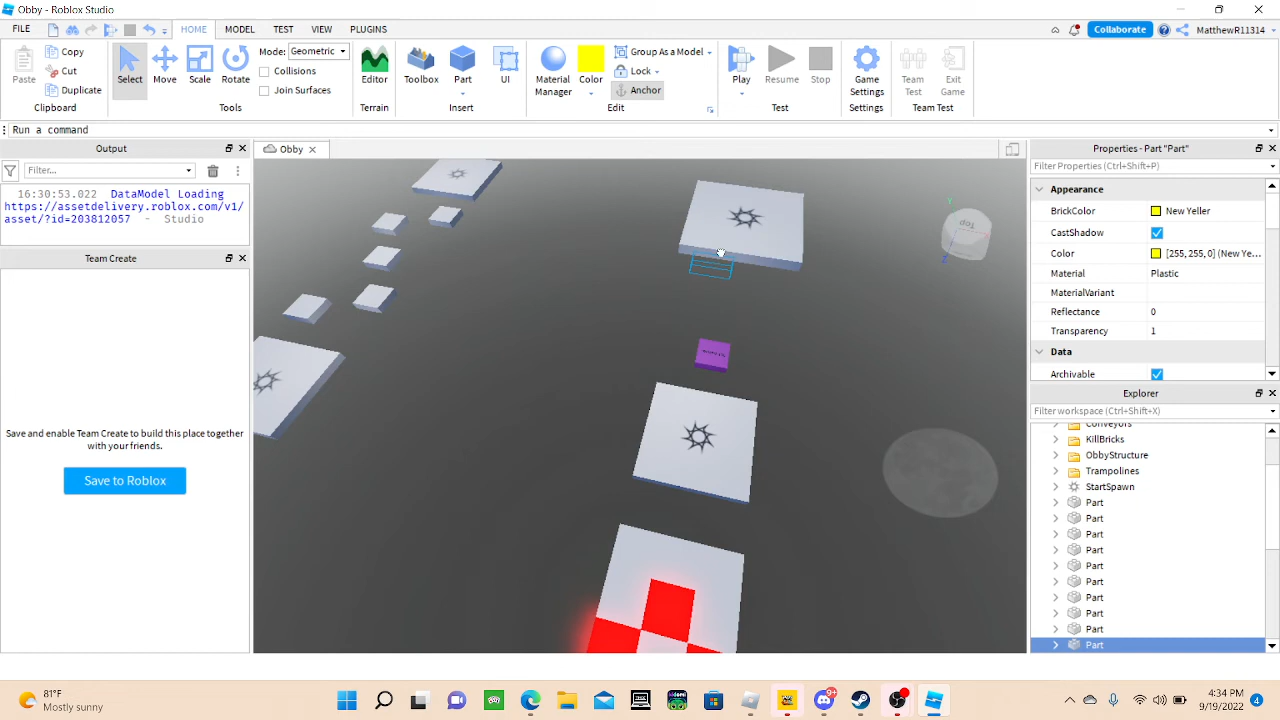 Obby - Roblox Studio
FILE HOME MODEL TEST VIEW PLUGINS Collaborate MatthewR11314
Paste Copy Cut Duplicate Clipboard
Select Move Scale Rotate Mode: Geometric Collisions Join Surfaces Tools
Editor Terrain
Toolbox Part UI Insert
Material Manager Color Group As a Model Lock Anchor Edit
Play Resume Stop Test
Game Settings Settings
Team Test Exit Game Team Test
Run a command
Output
Filter...
16:30:53.022 DataModel Loading
https://assetdelivery.roblox.com/v1/
asset/?id=203812057 - Studio
Team Create
Save and enable Team Create to build this place together
with your friends.
Save to Roblox
Obby
Properties - Part "Part"
Filter Properties (Ctrl+Shift+P)
Appearance
BrickColor New Yeller
CastShadow
Color [255, 255, 0] (New Ye...
Material Plastic
MaterialVariant
Reflectance 0
Transparency 1
Data
Archivable
Explorer
Filter workspace (Ctrl+Shift+X)
Conveyors
KillBricks
ObbyStructure
Trampolines
StartSpawn
Part
Part
Part
Part
Part
Part
Part
Part
Part
Part
Top
Y
Z
81°F
Mostly sunny
9+
4:34 PM
9/19/2022
4